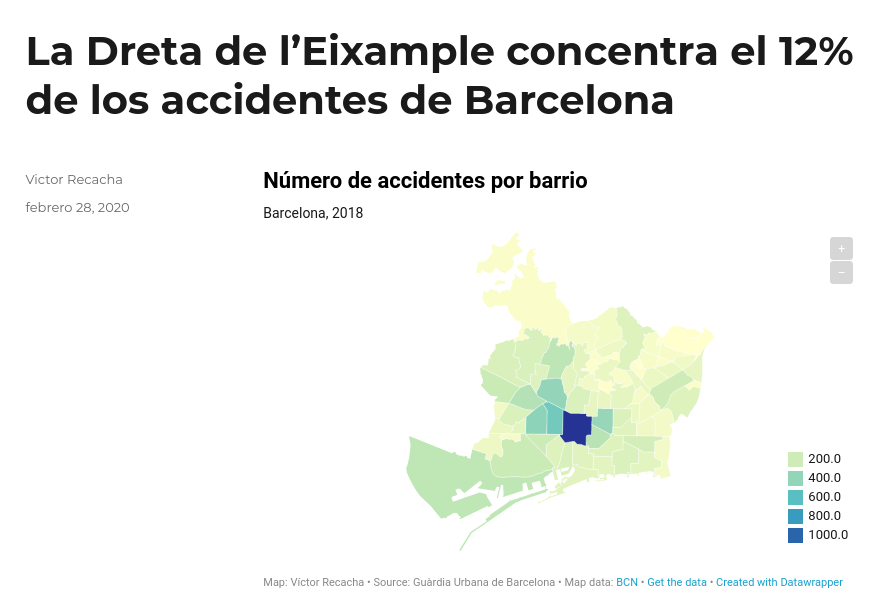 La Dreta de l’Eixample concentra el 12%
de los accidentes de Barcelona
Victor Recacha
febrero 28, 2020
Número de accidentes por barrio
Barcelona, 2018
+
−
200.0
400.0
600.0
800.0
1000.0
Map: Víctor Recacha • Source: Guàrdia Urbana de Barcelona • Map data: BCN • Get the data • Created with Datawrapper